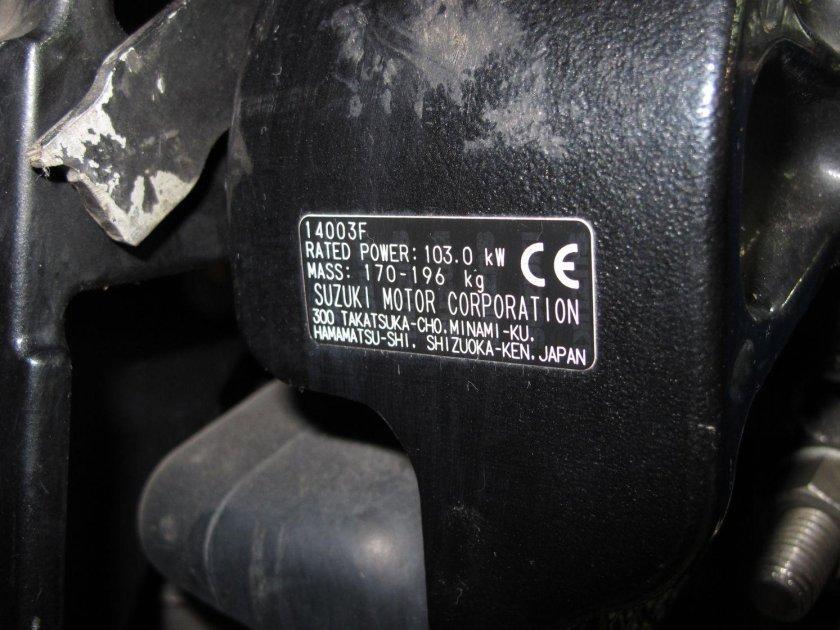 14003F
RATED POWER: 103.0 kW
MASS: 170-196 kg
CE
SUZUKI MOTOR CORPORATION
300 TAKATSUKA-CHO. MINAMI-KU.
HAMAMATSU-SHI. SHIZUOKA-KEN. JAPAN